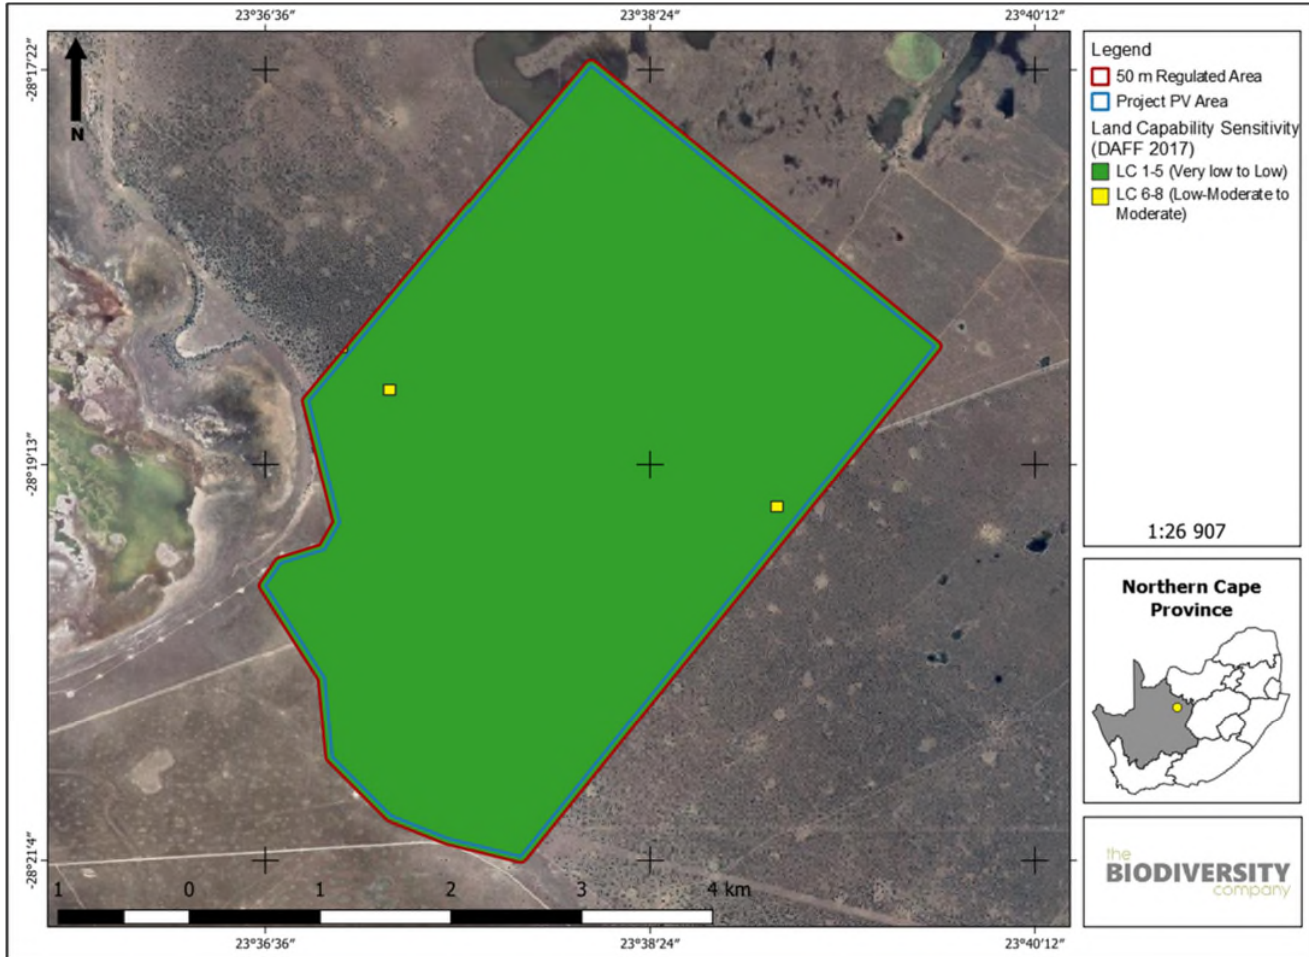 23°36'36" 23°38'24" 23°40'12"
-28°17'22"
-28°19'13"
-28°21'4"
N
1 0 1 2 3 4 km
23°36'36" 23°38'24" 23°40'12"
Legend
50 m Regulated Area
Project PV Area
Land Capability Sensitivity
(DAFF 2017)
LC 1-5 (Very low to Low)
LC 6-8 (Low-Moderate to
Moderate)
1:26 907
Northern Cape
Province
the
BIODIVERSITY
company